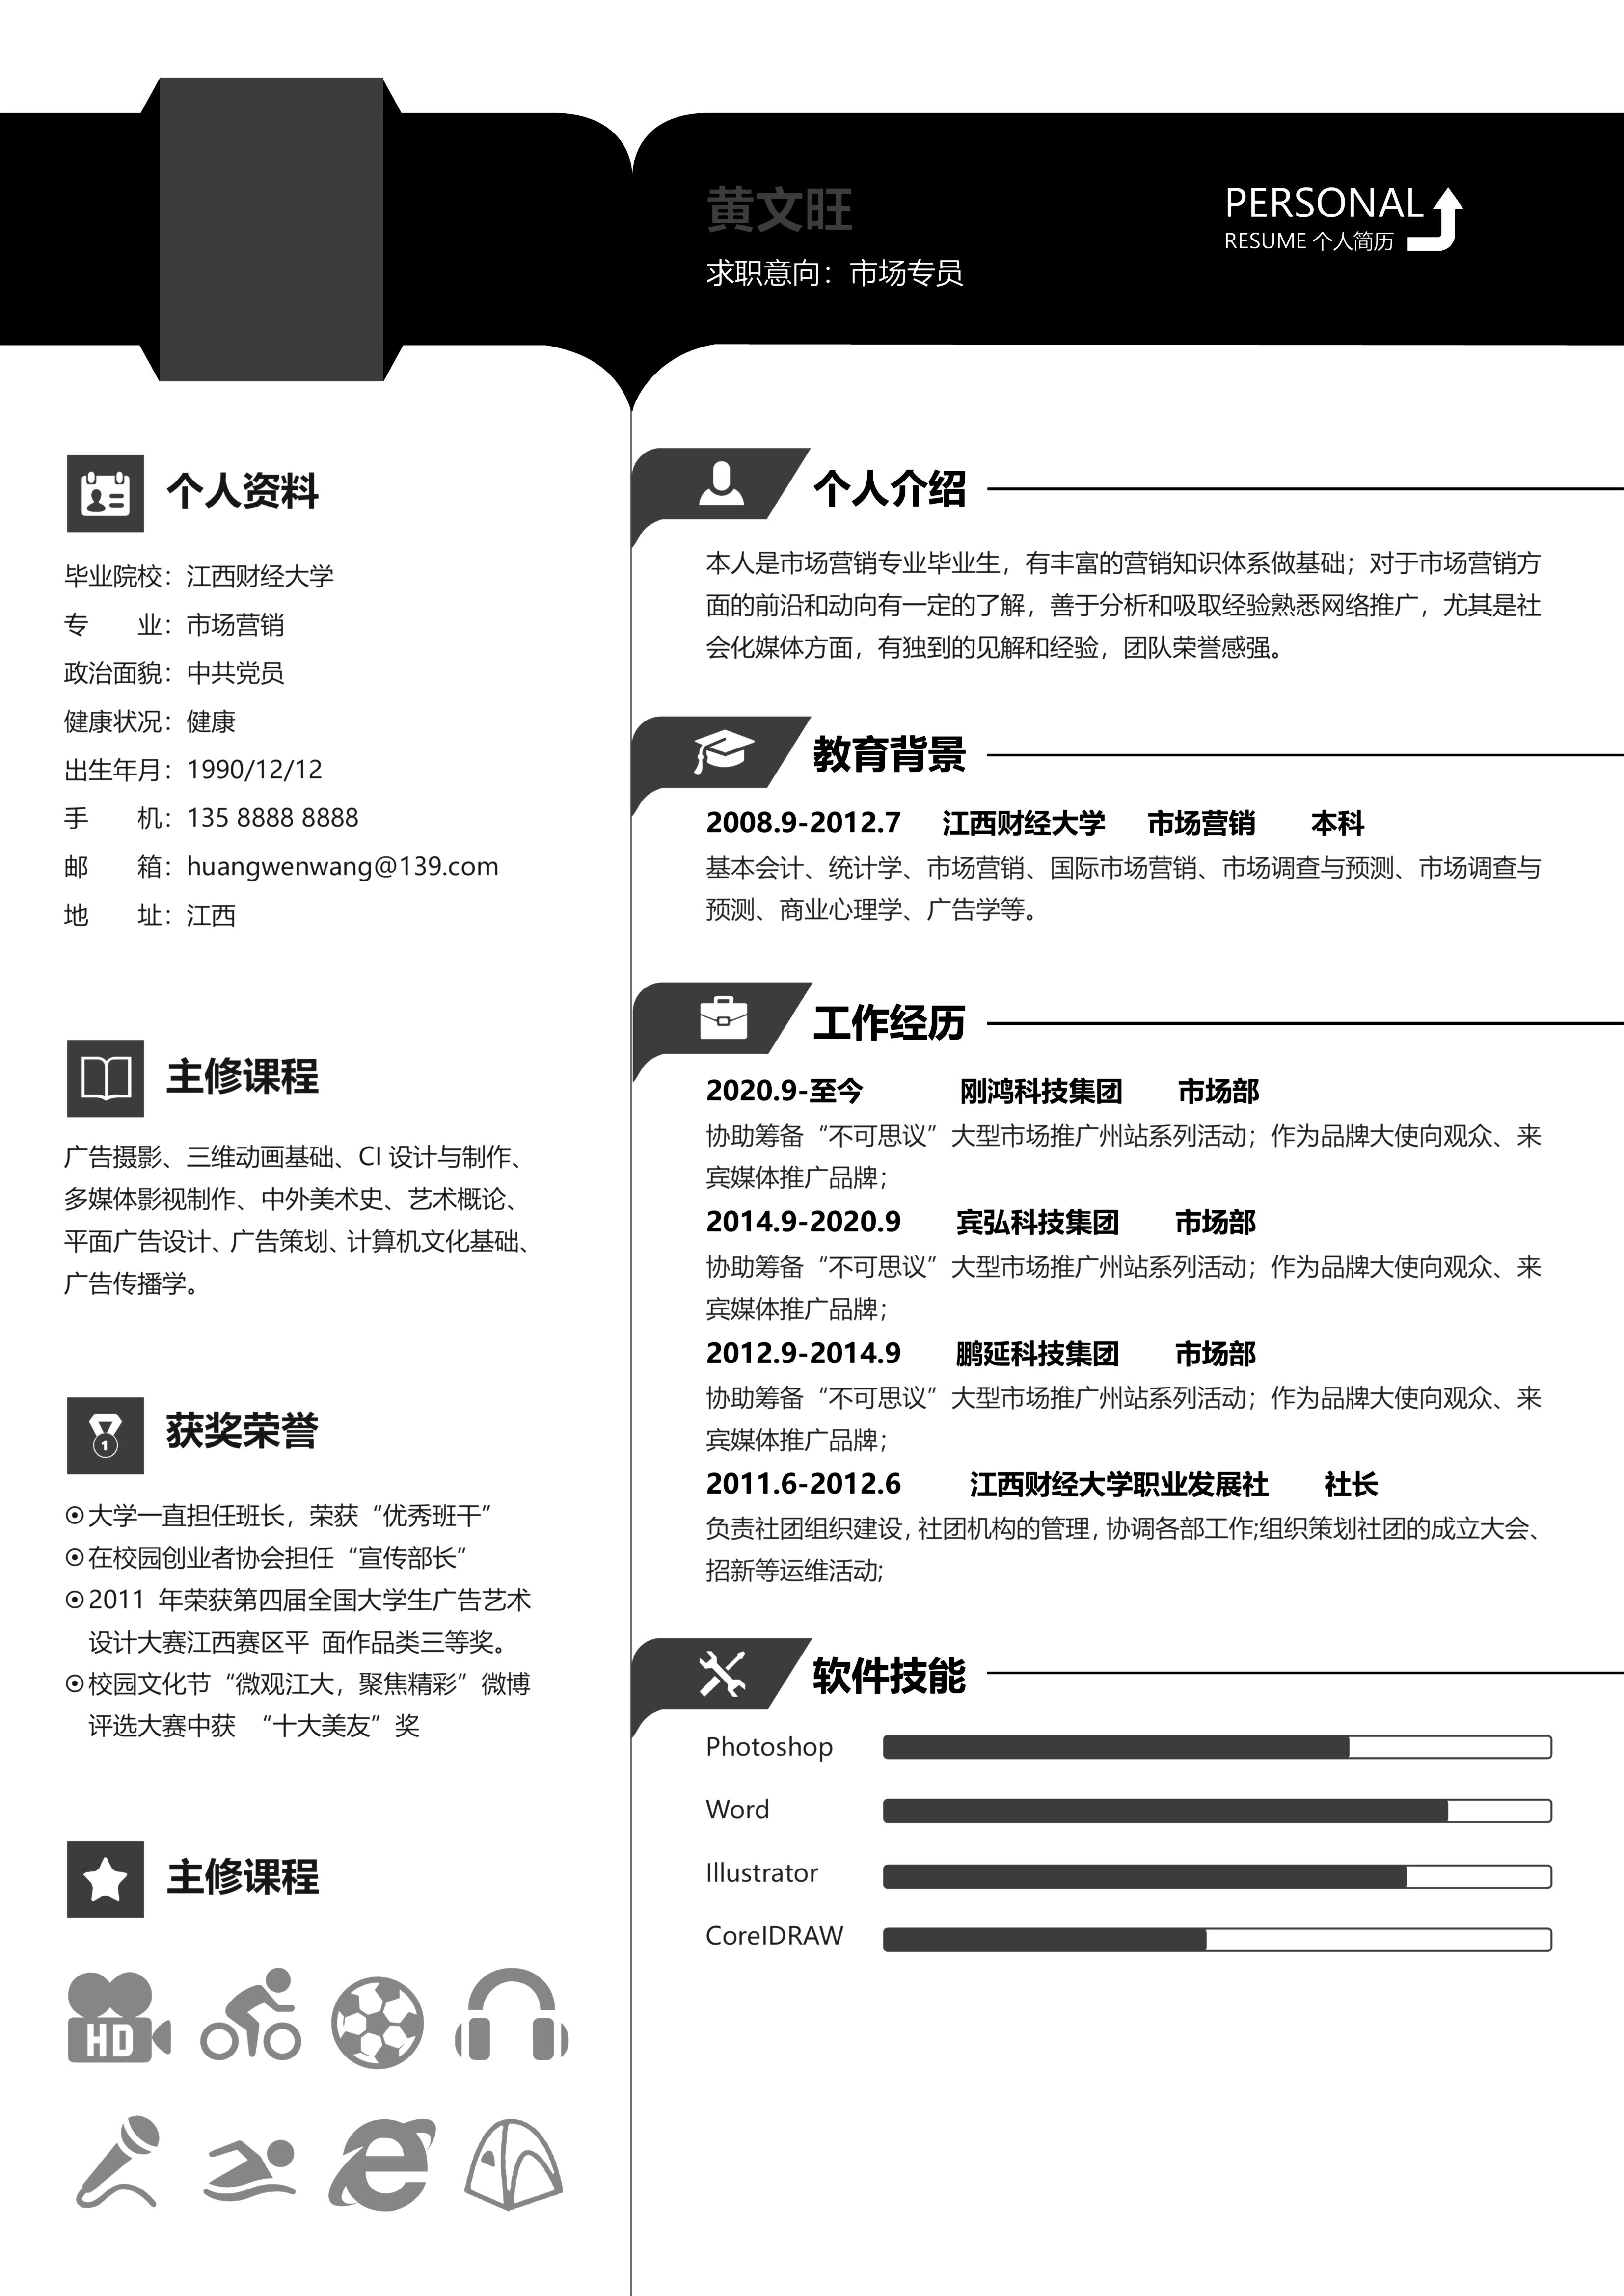 黄文旺
求职意向：市场专员
PERSONAL
RESUME 个人简历
个人资料
毕业院校：江西财经大学
专　　业：市场营销
政治面貌：中共党员
健康状况：健康
出生年月：1990/12/12
手　　机：135 8888 8888
邮　　箱：huangwenwang@139.com
地　　址：江西
主修课程
广告摄影、三维动画基础、CI 设计与制作、
多媒体影视制作、中外美术史、艺术概论、
平面广告设计、广告策划、计算机文化基础、
广告传播学。
获奖荣誉
1
⊙大学一直担任班长，荣获“优秀班干”
⊙在校园创业者协会担任“宣传部长”
⊙2011 年荣获第四届全国大学生广告艺术
设计大赛江西赛区平 面作品类三等奖。
⊙校园文化节“微观江大，聚焦精彩”微博
评选大赛中获 “十大美友”奖
主修课程
HD
个人介绍
本人是市场营销专业毕业生，有丰富的营销知识体系做基础；对于市场营销方
面的前沿和动向有一定的了解，善于分析和吸取经验熟悉网络推广，尤其是社
会化媒体方面，有独到的见解和经验，团队荣誉感强。
教育背景
2008.9-2012.7 江西财经大学 市场营销 本科
基本会计、统计学、市场营销、国际市场营销、市场调查与预测、市场调查与
预测、商业心理学、广告学等。
工作经历
2020.9-至今 刚鸿科技集团 市场部
协助筹备“不可思议”大型市场推广州站系列活动；作为品牌大使向观众、来
宾媒体推广品牌；
2014.9-2020.9 宾弘科技集团 市场部
协助筹备“不可思议”大型市场推广州站系列活动；作为品牌大使向观众、来
宾媒体推广品牌；
2012.9-2014.9 鹏延科技集团 市场部
协助筹备“不可思议”大型市场推广州站系列活动；作为品牌大使向观众、来
宾媒体推广品牌；
2011.6-2012.6 江西财经大学职业发展社 社长
负责社团组织建设，社团机构的管理，协调各部工作;组织策划社团的成立大会、
招新等运维活动;
软件技能
Photoshop
Word
Illustrator
CorelDRAW